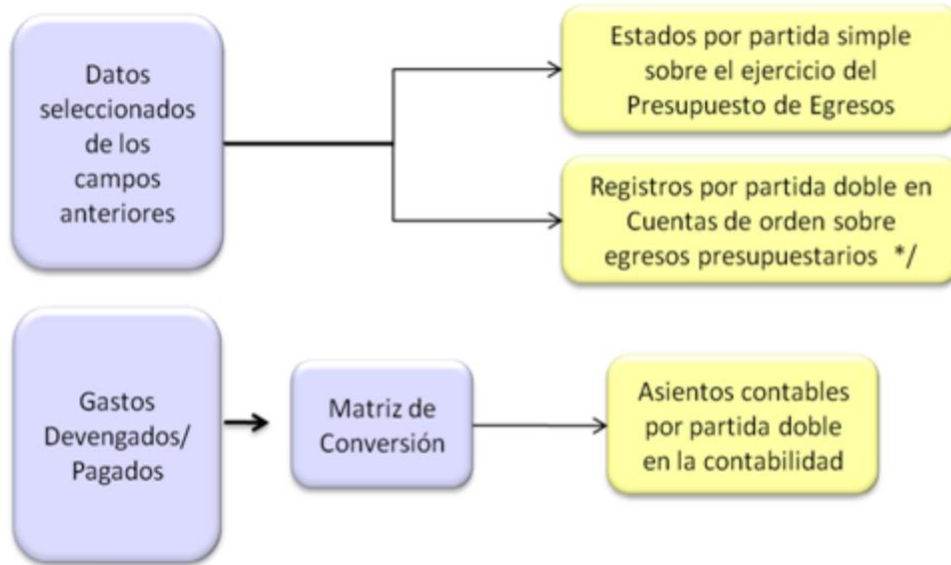 Datos
seleccionados
de los
campos
anteriores
Estados por partida simple
sobre el ejercicio del
Presupuesto de Egresos
Registros por partida doble en
Cuentas de orden sobre
egresos presupuestarios */
Gastos
Devengados/
Pagados
Matriz de
Conversión
Asientos contables
por partida doble
en la contabilidad